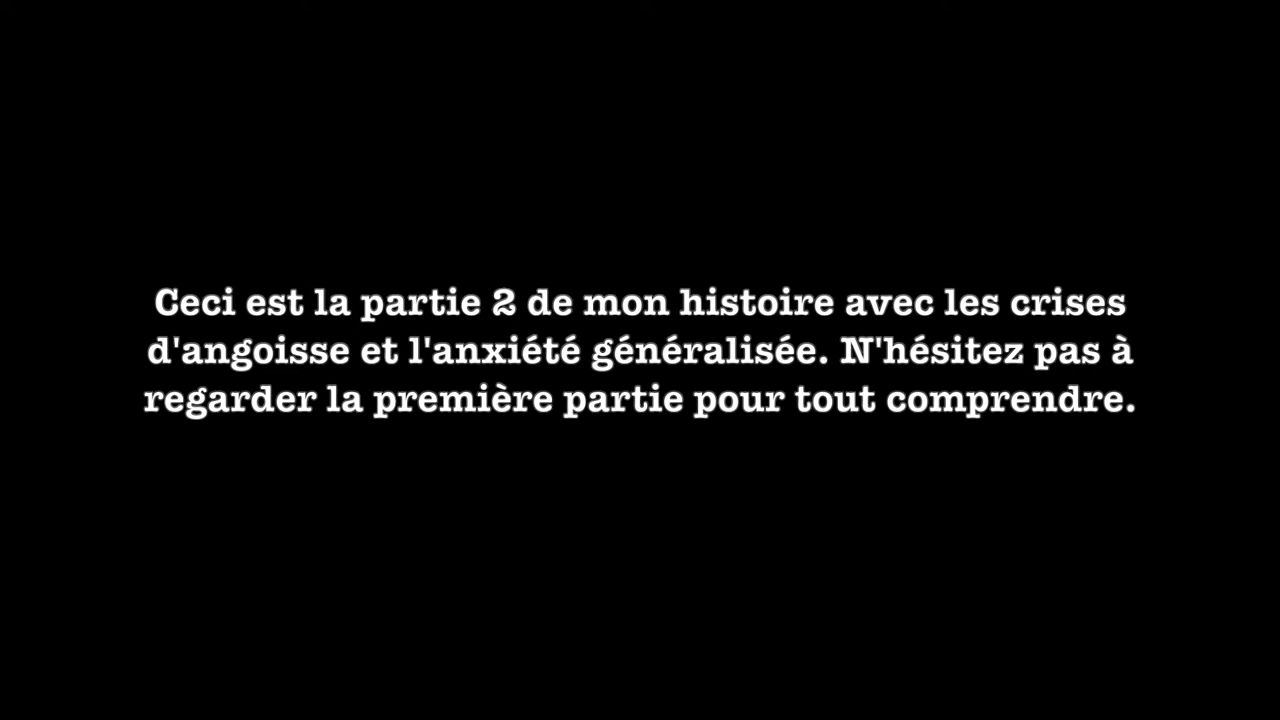 Ceci est la partie 2 de mon histoire avec les crises
d'angoisse et l'anxiété généralisée. N'hésitez pas à
regarder la première partie pour tout comprendre.